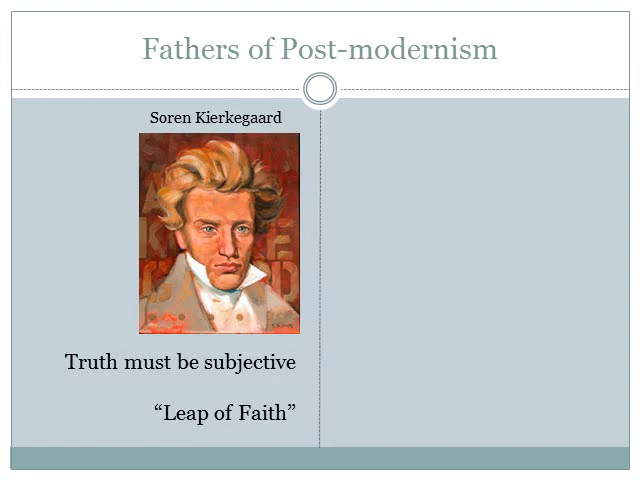 Fathers of Post-modernism
Soren Kierkegaard
Truth must be subjective
“Leap of Faith”